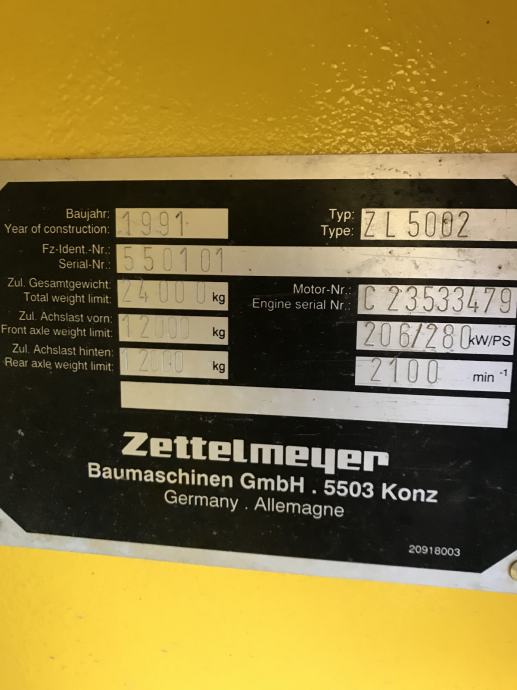 Baujahr: 1991 Typ: ZL5002
Year of construction: Type:
Fz-Ident.-Nr.: 550101
Serial-Nr.:
Zul. Gesamtgewicht: 24000 kg Motor-Nr.: C 23533479
Total weight limit: Engine serial Nr.:
Zul. Achslast vorn: 12000 kg 206/280 kW/PS
Front axle weight limit:
Zul. Achslast hinten: 12000 kg 2100 min -1
Rear axle weight limit:
Zettelmeyer
Baumaschinen GmbH . 5503 Konz
Germany . Allemagne
20918003